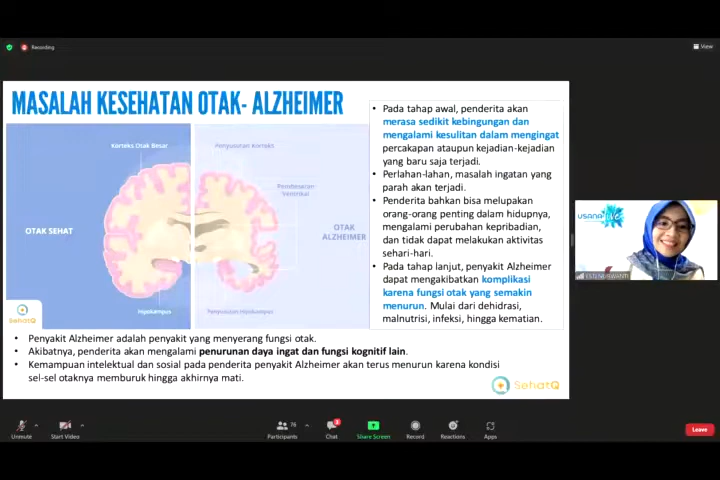 Recording
View
MASALAH KESEHATAN OTAK- ALZHEIMER
Korteks Otak Besar
Penyusutan Korteks
Pembesaran
Ventrikel
OTAK SEHAT
OTAK
ALZHEIMER
Hipokampus
Penyusutan Hipokampus
SehatQ
• Pada tahap awal, penderita akan
merasa sedikit kebingungan dan
mengalami kesulitan dalam mengingat
percakapan ataupun kejadian-kejadian
yang baru saja terjadi.
• Perlahan-lahan, masalah ingatan yang
parah akan terjadi.
• Penderita bahkan bisa melupakan
orang-orang penting dalam hidupnya,
mengalami perubahan kepribadian,
dan tidak dapat melakukan aktivitas
sehari-hari.
• Pada tahap lanjut, penyakit Alzheimer
dapat mengakibatkan komplikasi
karena fungsi otak yang semakin
menurun. Mulai dari dehidrasi,
malnutrisi, infeksi, hingga kematian.
• Penyakit Alzheimer adalah penyakit yang menyerang fungsi otak.
• Akibatnya, penderita akan mengalami penurunan daya ingat dan fungsi kognitif lain.
• Kemampuan intelektual dan sosial pada penderita penyakit Alzheimer akan terus menurun karena kondisi
sel-sel otaknya memburuk hingga akhirnya mati.
SehatQ
usana live
Unmute
Start Video
Participants
76
Chat
Share Screen
Record
Reactions
Apps
Leave